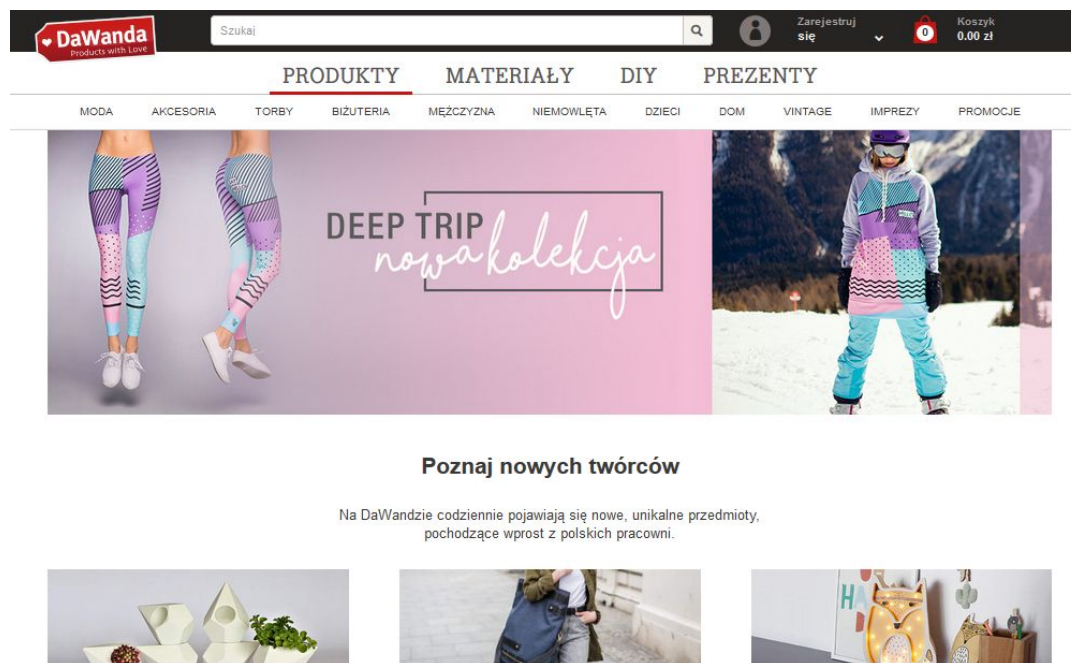 DaWanda
Products with Love
Szukaj
Zarejestruj
się
0
Koszyk
0.00 zł
PRODUKTY MATERIAŁY DIY PREZENTY
MODA AKCESORIA TORBY BIŻUTERIA MĘŻCZYZNA NIEMOWLĘTA DZIECI DOM VINTAGE IMPREZY PROMOCJE
DEEP TRIP
nowa kolekcja
Poznaj nowych twórców
Na DaWandzie codziennie pojawiają się nowe, unikalne przedmioty,
pochodzące wprost z polskich pracowni.
HA